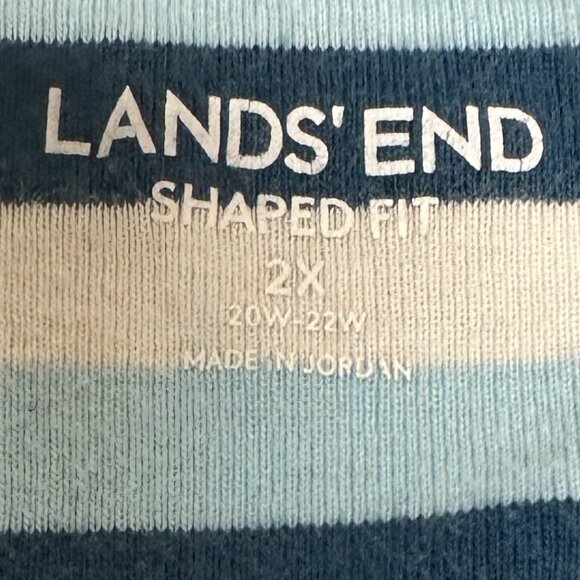 LANDS' END
SHAPED FIT
2X
20W-22W
MADE IN JORDAN